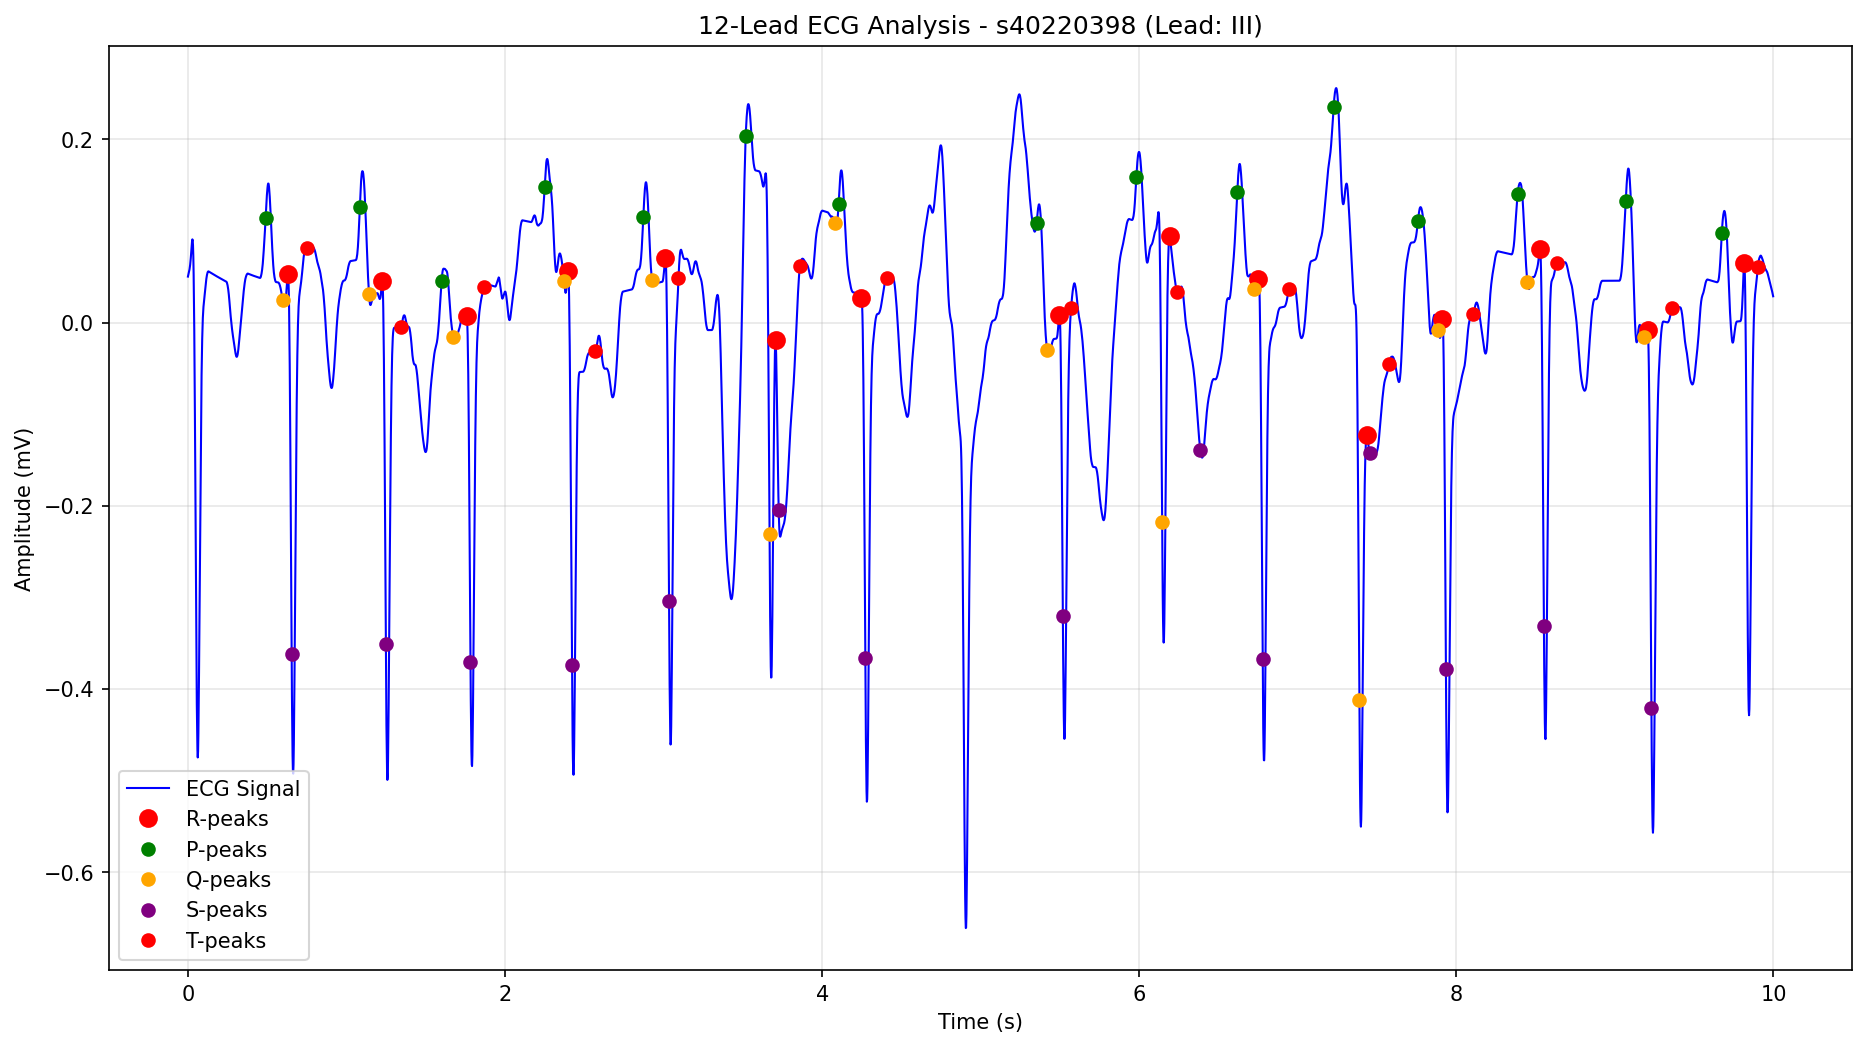 12-Lead ECG Analysis - s40220398 (Lead: III)
Amplitude (mV)
0.2
0.0
−0.2
−0.4
−0.6
ECG Signal
R-peaks
P-peaks
Q-peaks
S-peaks
T-peaks
0 2 4 6 8 10
Time (s)